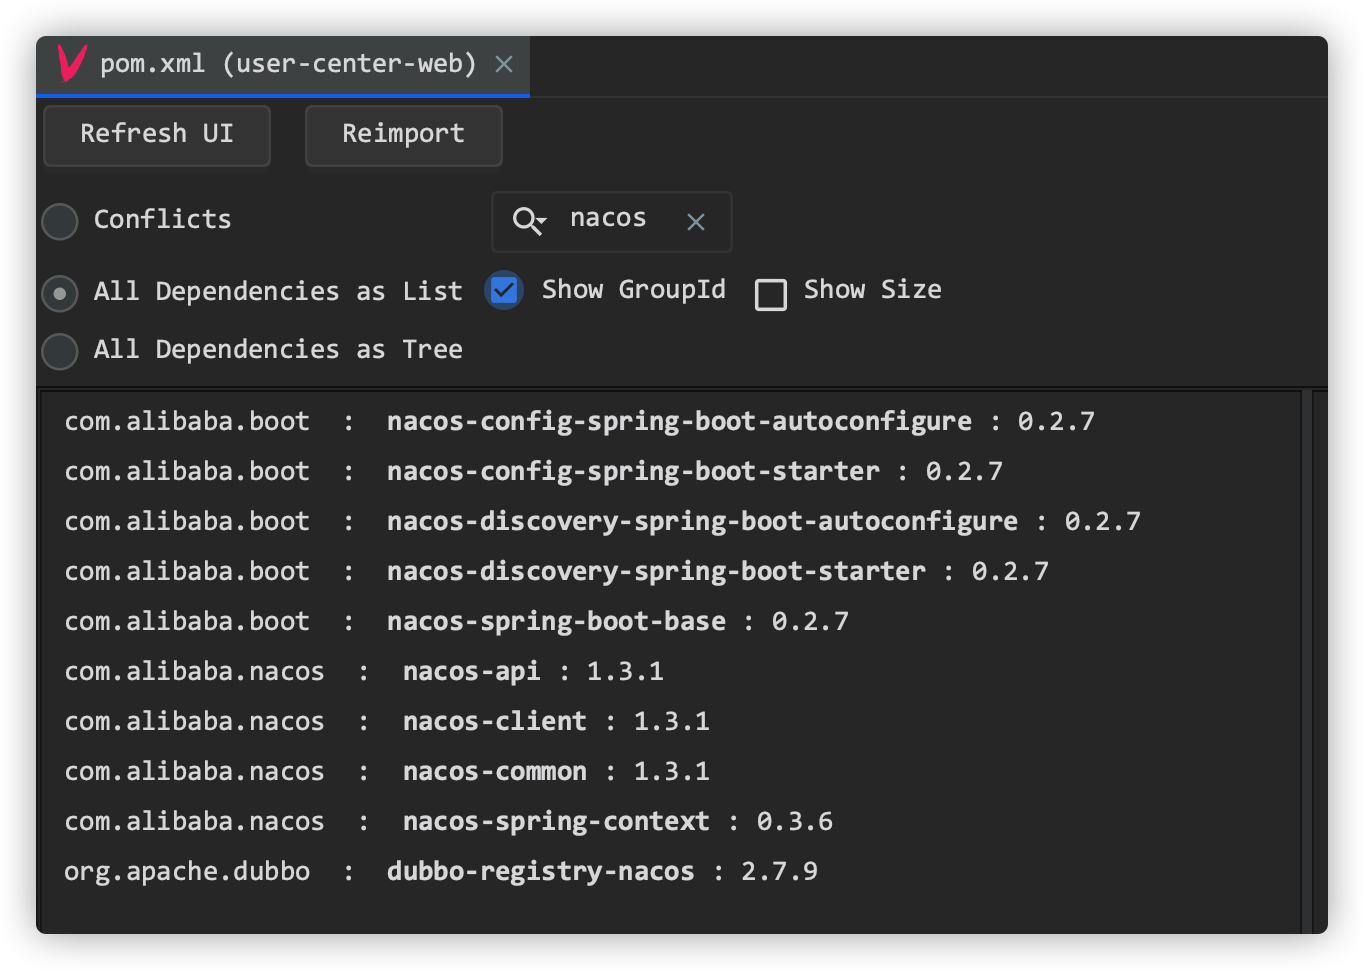 pom.xml (user-center-web)
Refresh UI Reimport
Conflicts nacos
All Dependencies as List Show GroupId Show Size
All Dependencies as Tree
com.alibaba.boot : nacos-config-spring-boot-autoconfigure : 0.2.7
com.alibaba.boot : nacos-config-spring-boot-starter : 0.2.7
com.alibaba.boot : nacos-discovery-spring-boot-autoconfigure : 0.2.7
com.alibaba.boot : nacos-discovery-spring-boot-starter : 0.2.7
com.alibaba.boot : nacos-spring-boot-base : 0.2.7
com.alibaba.nacos : nacos-api : 1.3.1
com.alibaba.nacos : nacos-client : 1.3.1
com.alibaba.nacos : nacos-common : 1.3.1
com.alibaba.nacos : nacos-spring-context : 0.3.6
org.apache.dubbo : dubbo-registry-nacos : 2.7.9